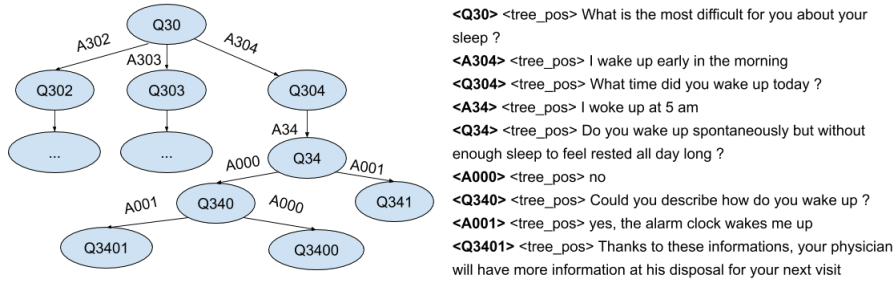 Q30
A302
A303
A304
Q302
Q303
Q304
...
...
A34
Q34
A000
A001
Q340
Q341
A001
A000
Q3401
Q3400
<Q30> <tree_pos> What is the most difficult for you about your
sleep ?
<A304> <tree_pos> I wake up early in the morning
<Q304> <tree_pos> What time did you wake up today ?
<A34> <tree_pos> I woke up at 5 am
<Q34> <tree_pos> Do you wake up spontaneously but without
enough sleep to feel rested all day long ?
<A000> <tree_pos> no
<Q340> <tree_pos> Could you describe how do you wake up ?
<A001> <tree_pos> yes, the alarm clock wakes me up
<Q3401> <tree_pos> Thanks to these informations, your physician
will have more information at his disposal for your next visit